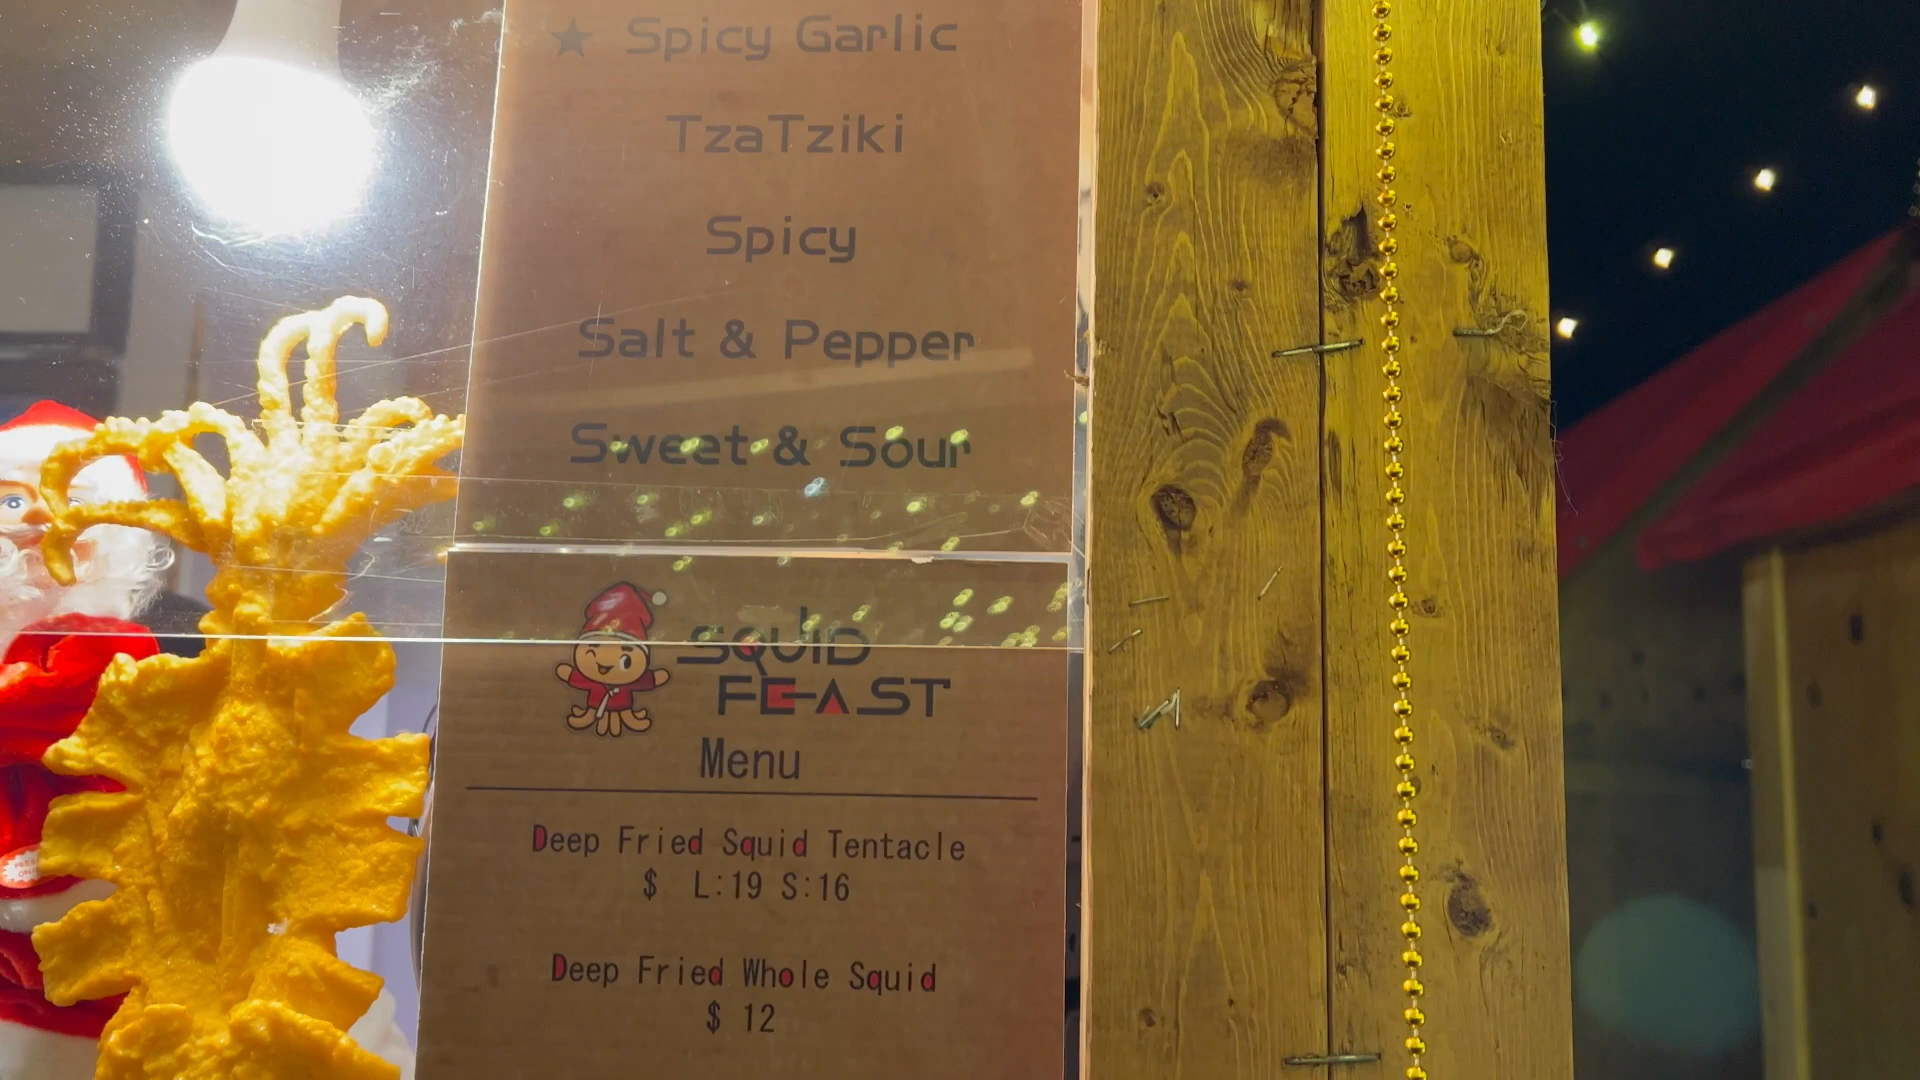 ★ Spicy Garlic
TzaTziki
Spicy
Salt & Pepper
Sweet & Sour
SQUID
FEAST
Menu
Deep Fried Squid Tentacle
$ L:19 S:16
Deep Fried Whole Squid
$ 12